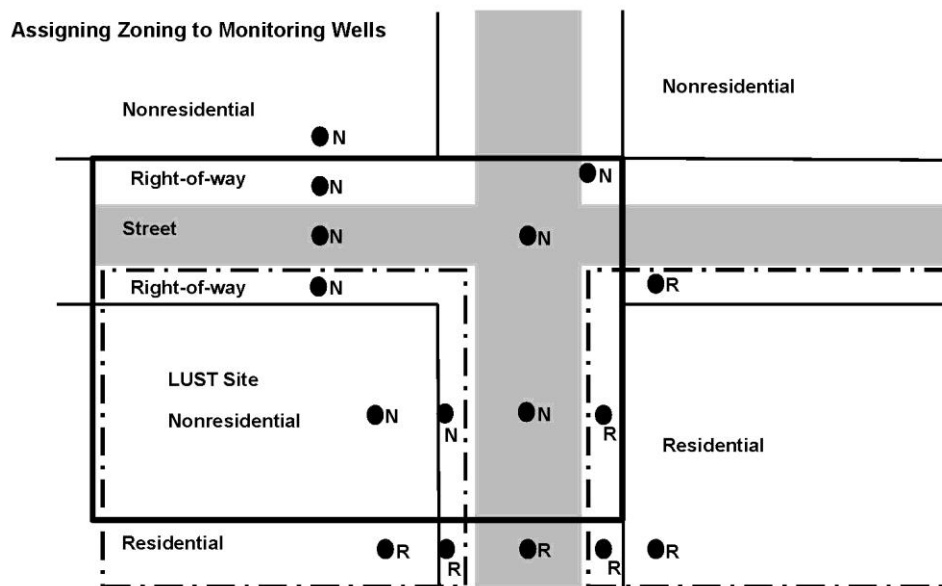 Assigning Zoning to Monitoring Wells
Nonresidential
Nonresidential
N
Right-of-way
N
N
Street
N
N
Right-of-way
N
R
LUST Site
Nonresidential
N
N
N
R
Residential
Residential
R
R
R
R
R